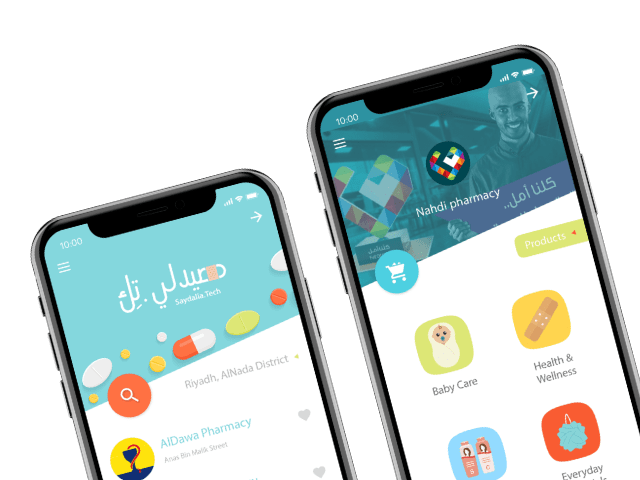 10:00
صيدلي.تك
Saydalia.Tech
Riyadh, AlNada District
AlDawa Pharmacy
Anas Bin Malik Street
10:00
Nahdi pharmacy
كلنا أمل..
Products
Baby Care
Health &
Wellness
Everyday